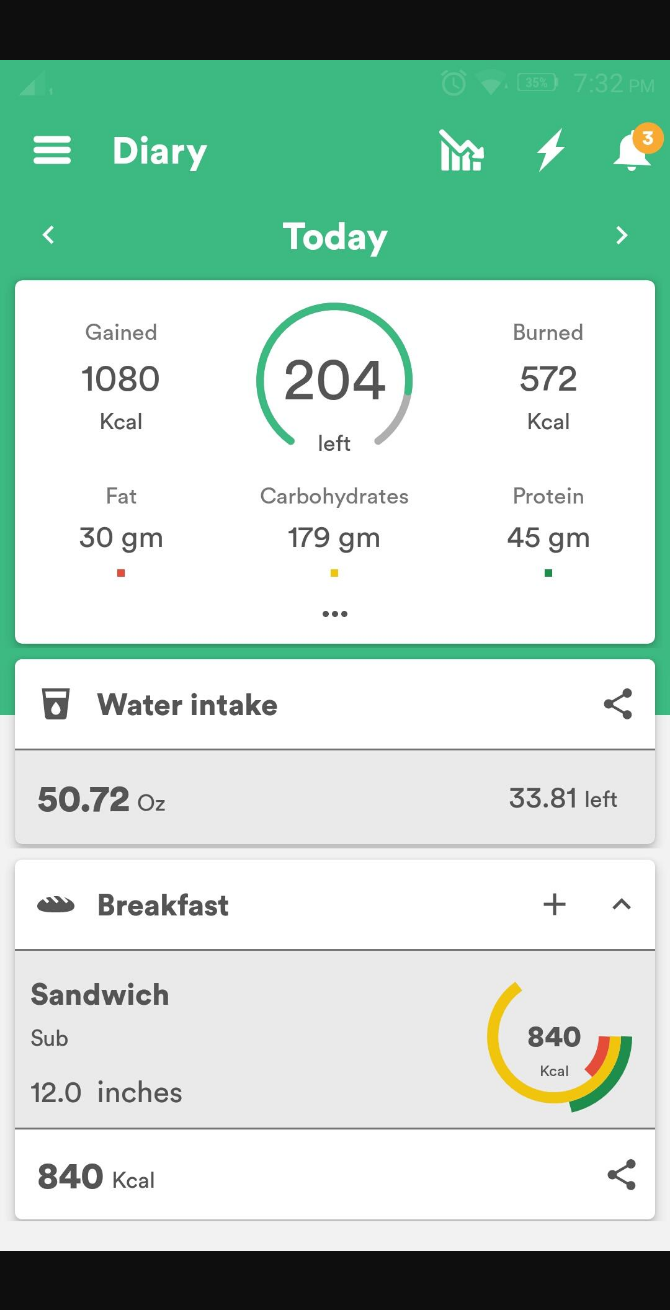 35% 7:32 PM
Diary 3
Today
Gained
1080
Kcal
204
left
Burned
572
Kcal
Fat
30 gm
Carbohydrates
179 gm
Protein
45 gm
Water intake
50.72 Oz 33.81 left
Breakfast
Sandwich
Sub
12.0 inches
840
Kcal
840 Kcal